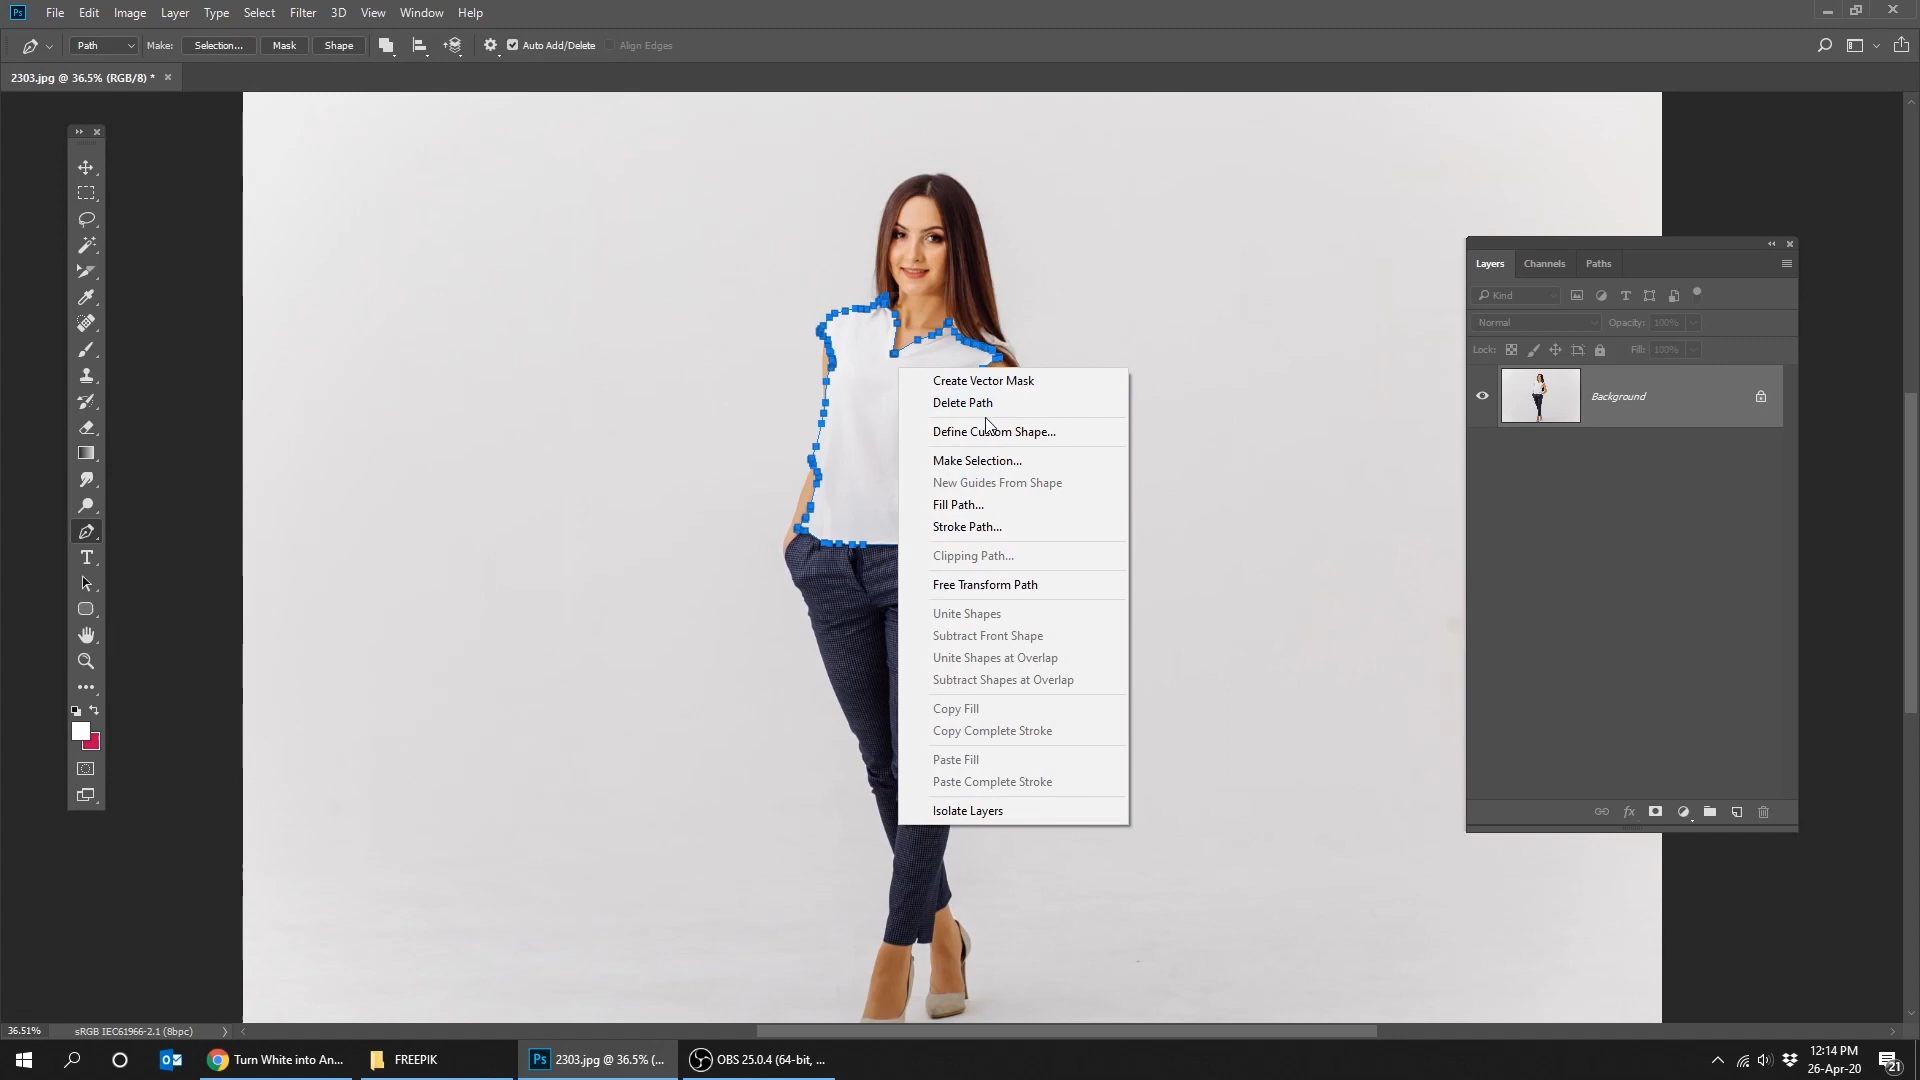 Ps File Edit Image Layer Type Select Filter 3D View Window Help
Path Make: Selection... Mask Shape Auto Add/Delete Align Edges
2303.jpg @ 36.5% (RGB/8) *
Layers Channels Paths
Kind
Normal Opacity: 100%
Lock: Fill: 100%
Background
Create Vector Mask
Delete Path
Define Custom Shape...
Make Selection...
New Guides From Shape
Fill Path...
Stroke Path...
Clipping Path...
Free Transform Path
Unite Shapes
Subtract Front Shape
Unite Shapes at Overlap
Subtract Shapes at Overlap
Copy Fill
Copy Complete Stroke
Paste Fill
Paste Complete Stroke
Isolate Layers
T
fx
36.51% sRGB IEC61966-2.1 (8bpc)
Turn White into An... FREEPIK Ps 2303.jpg @ 36.5% (... OBS 25.0.4 (64-bit, ...
12:14 PM
26-Apr-20
21